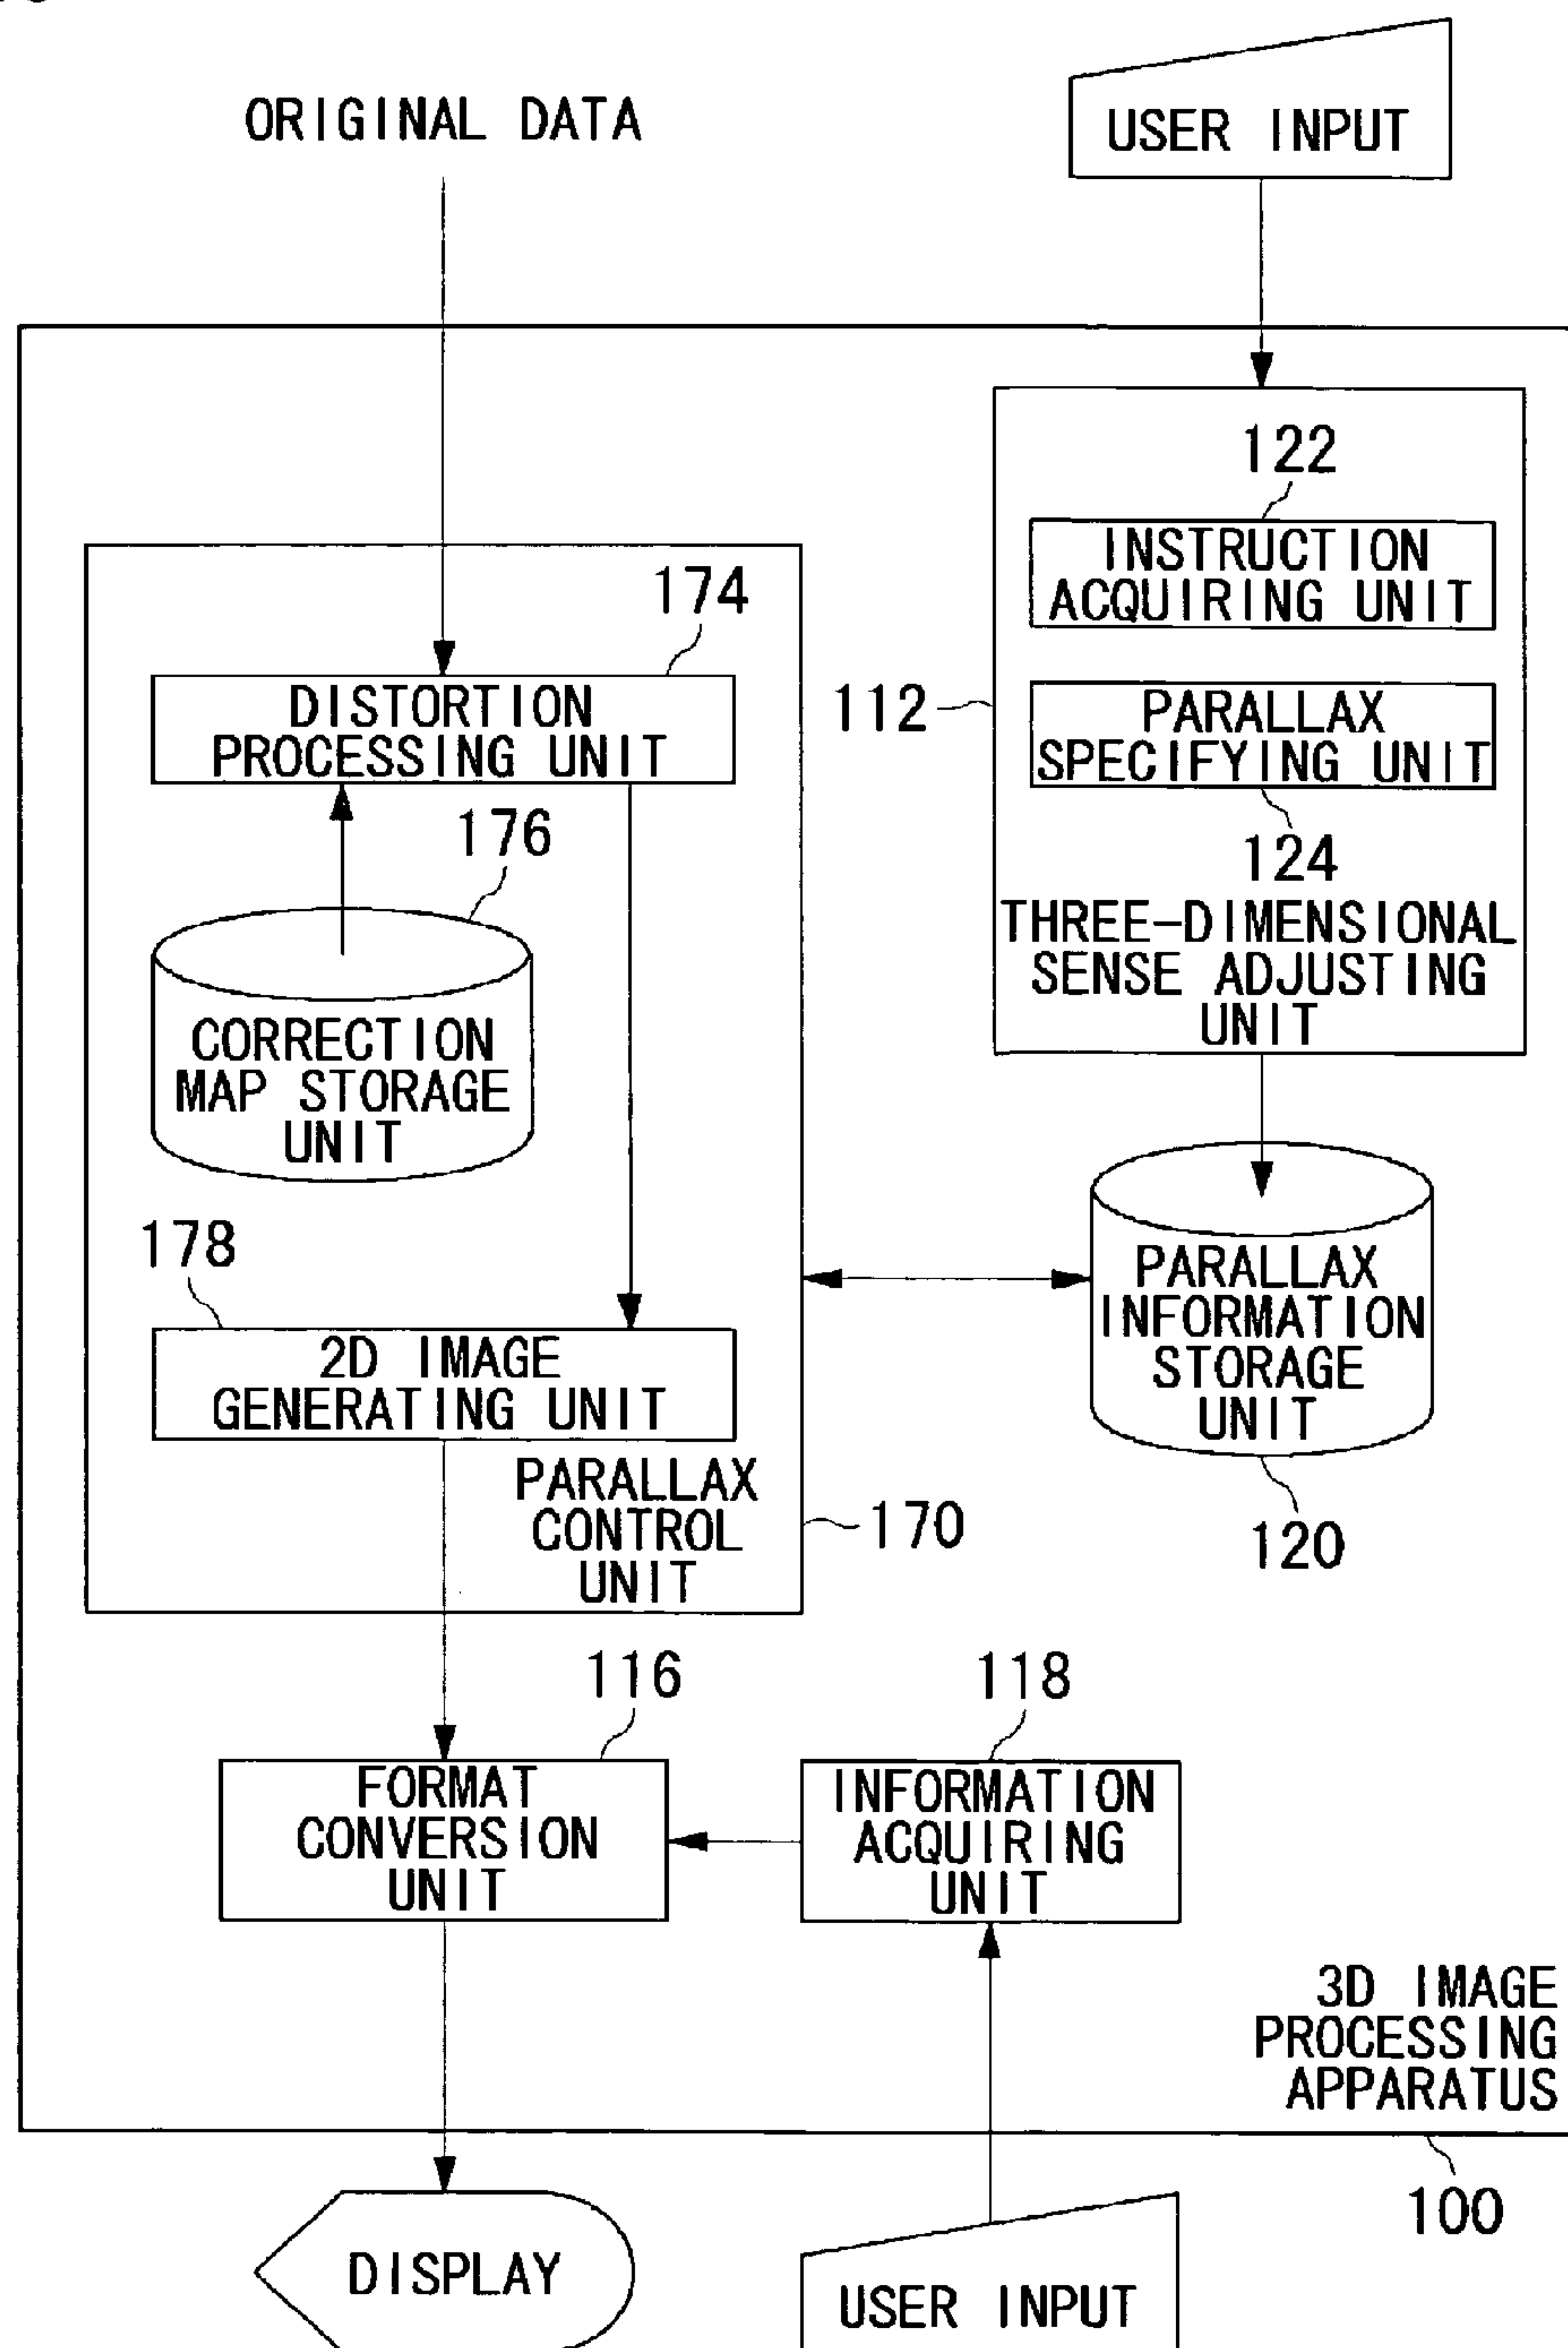 ORIGINAL DATA
USER INPUT
122
INSTRUCTION
ACQUIRING UNIT
174
DISTORTION
PROCESSING UNIT
112
PARALLAX
SPECIFYING UNIT
124
THREE-DIMENSIONAL
SENSE ADJUSTING
UNIT
176
CORRECTION
MAP STORAGE
UNIT
178
2D IMAGE
GENERATING UNIT
PARALLAX
CONTROL
UNIT
170
PARALLAX
INFORMATION
STORAGE
UNIT
120
116
FORMAT
CONVERSION
UNIT
118
INFORMATION
ACQUIRING
UNIT
3D IMAGE
PROCESSING
APPARATUS
100
DISPLAY
USER INPUT